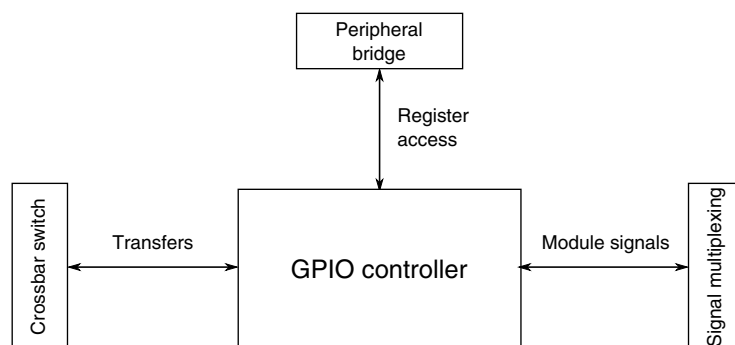 Peripheral
bridge
Register
access
Crossbar switch
Transfers
GPIO controller
Module signals
Signal multiplexing